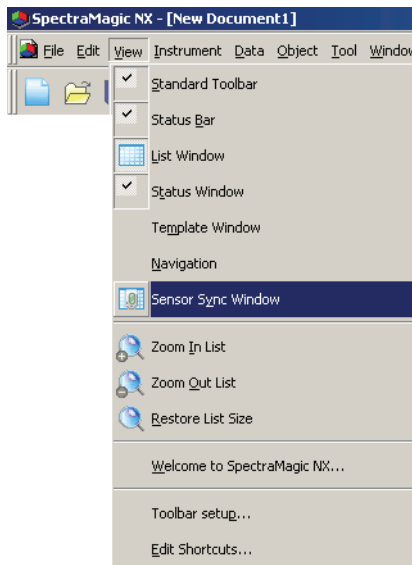 SpectraMagic NX - [New Document1]
File Edit View Instrument Data Object Tool Window
Standard Toolbar
Status Bar
List Window
Status Window
Template Window
Navigation
Sensor Sync Window
Zoom In List
Zoom Out List
Restore List Size
Welcome to SpectraMagic NX...
Toolbar setup...
Edit Shortcuts...